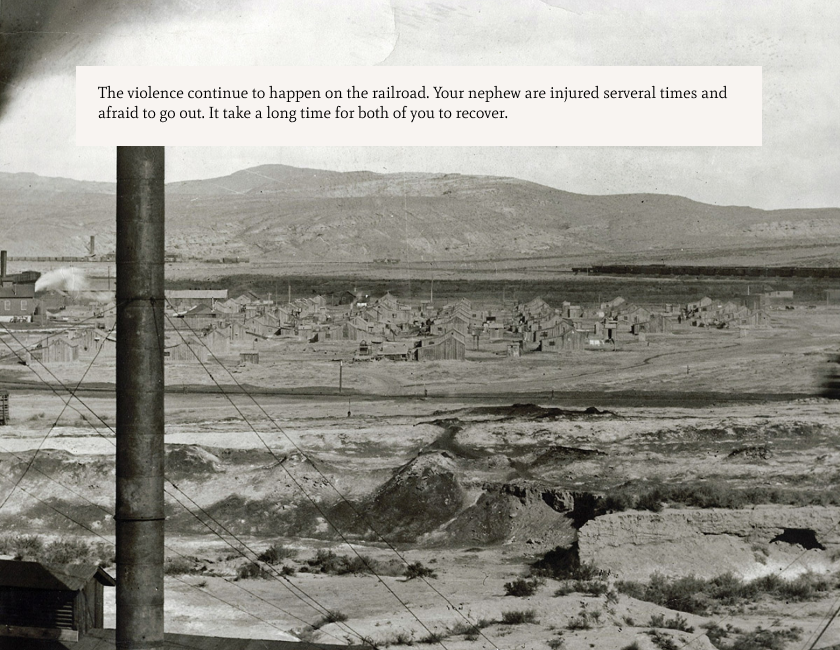 The violence continue to happen on the railroad. Your nephew are injured serveral times and
afraid to go out. It take a long time for both of you to recover.